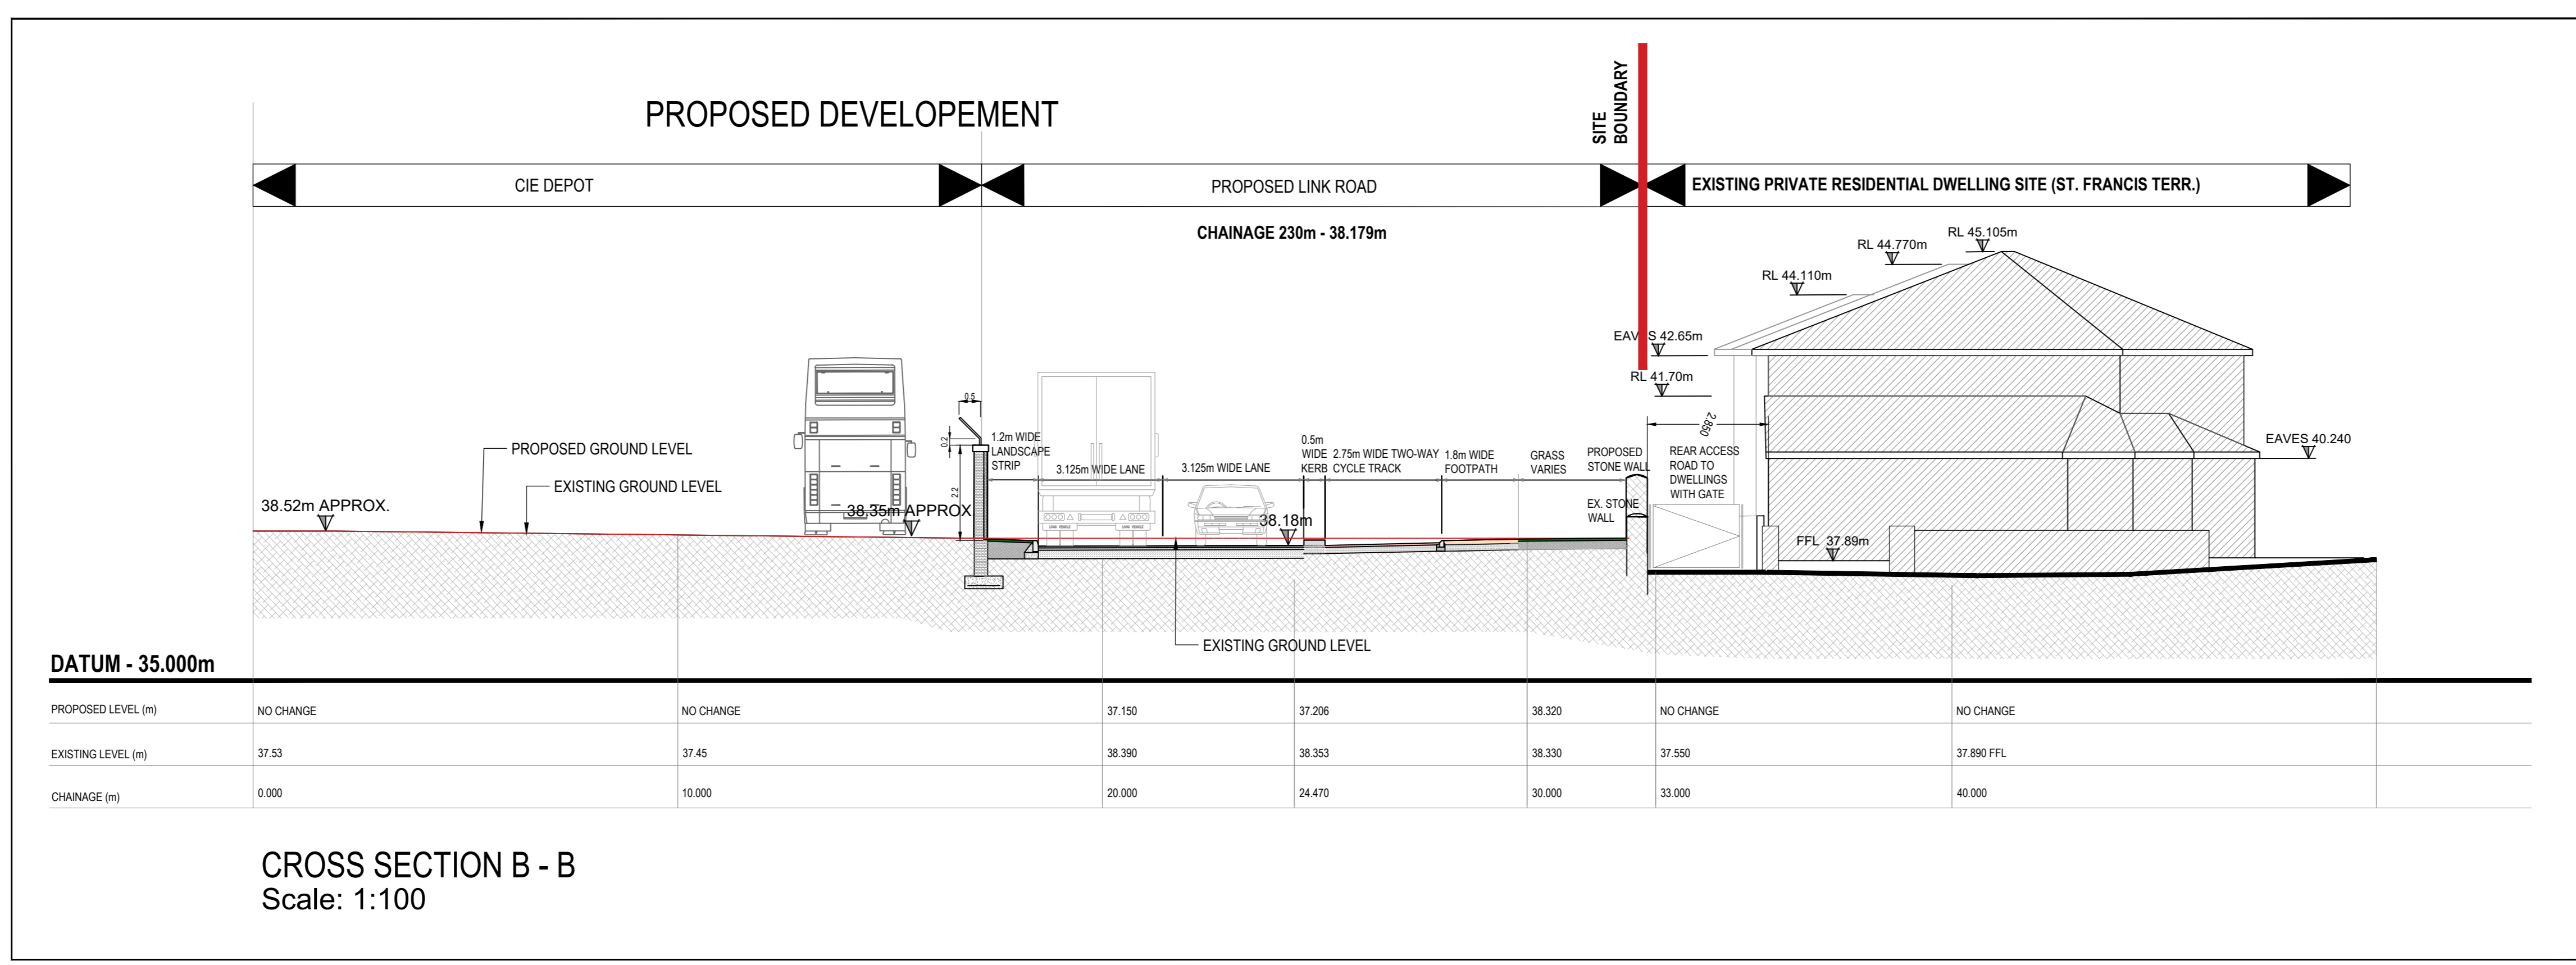 PROPOSED DEVELOPEMENT
SITE
BOUNDARY
CIE DEPOT
PROPOSED LINK ROAD
EXISTING PRIVATE RESIDENTIAL DWELLING SITE (ST. FRANCIS TERR.)
CHAINAGE 230m - 38.179m
RL 45.105m
RL 44.770m
RL 44.110m
EAVES 42.65m
RL 41.70m
2.850
EAVES 40.240
0.5
0.2
2.2
1.2m WIDE
LANDSCAPE
STRIP
3.125m WIDE LANE
3.125m WIDE LANE
0.5m
WIDE
KERB
2.75m WIDE TWO-WAY
CYCLE TRACK
1.8m WIDE
FOOTPATH
GRASS
VARIES
PROPOSED
STONE WALL
EX. STONE
WALL
REAR ACCESS
ROAD TO
DWELLINGS
WITH GATE
PROPOSED GROUND LEVEL
EXISTING GROUND LEVEL
38.52m APPROX.
38.35m APPROX
LONG VEHICLE
LONG VEHICLE
38.18m
FFL 37.89m
EXISTING GROUND LEVEL
DATUM - 35.000m
PROPOSED LEVEL (m) NO CHANGE NO CHANGE 37.150 37.206 38.320 NO CHANGE NO CHANGE
EXISTING LEVEL (m) 37.53 37.45 38.390 38.353 38.330 37.550 37.890 FFL
CHAINAGE (m) 0.000 10.000 20.000 24.470 30.000 33.000 40.000
CROSS SECTION B - B
Scale: 1:100